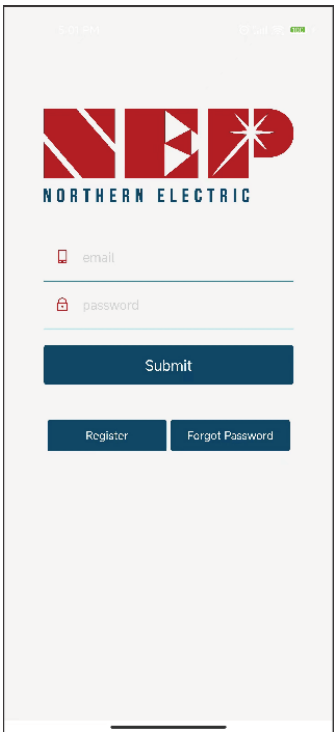 NEP
NORTHERN ELECTRIC
email
password
Submit
Register
Forgot Password